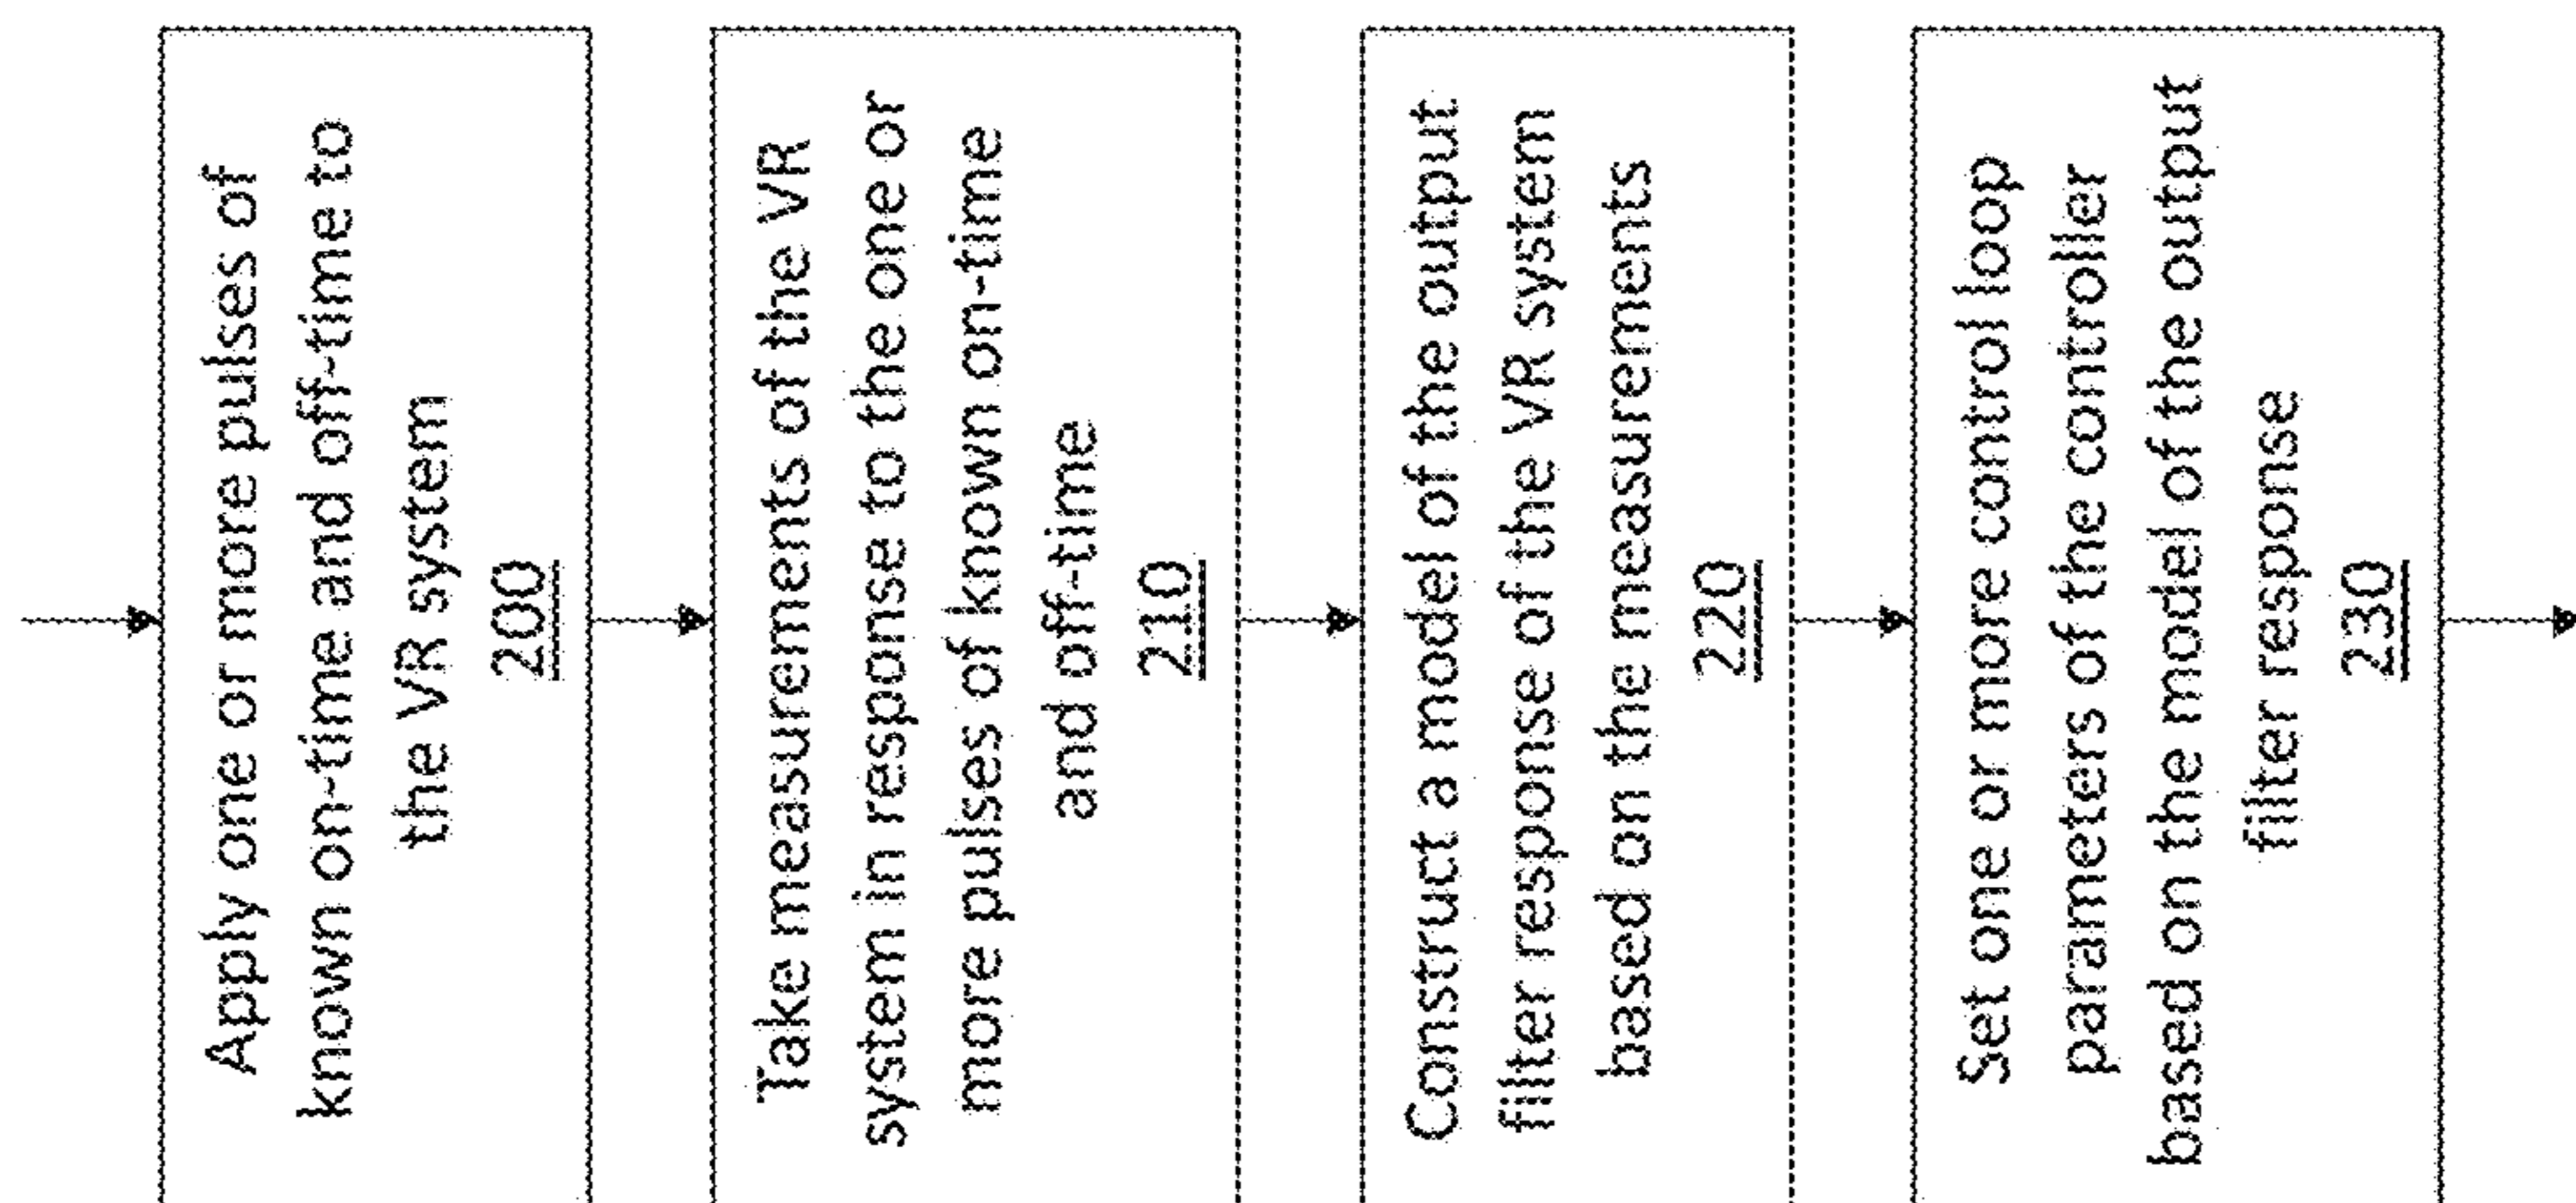 Apply one or more pulses of
known on-time and off-time to
the VR system
200
Take measurements of the VR
system in response to the one or
more pulses of known on-time
and off-time
210
Construct a model of the output
filter response of the VR system
based on the measurements
220
Set one or more control loop
parameters of the controller
based on the model of the output
filter response
230